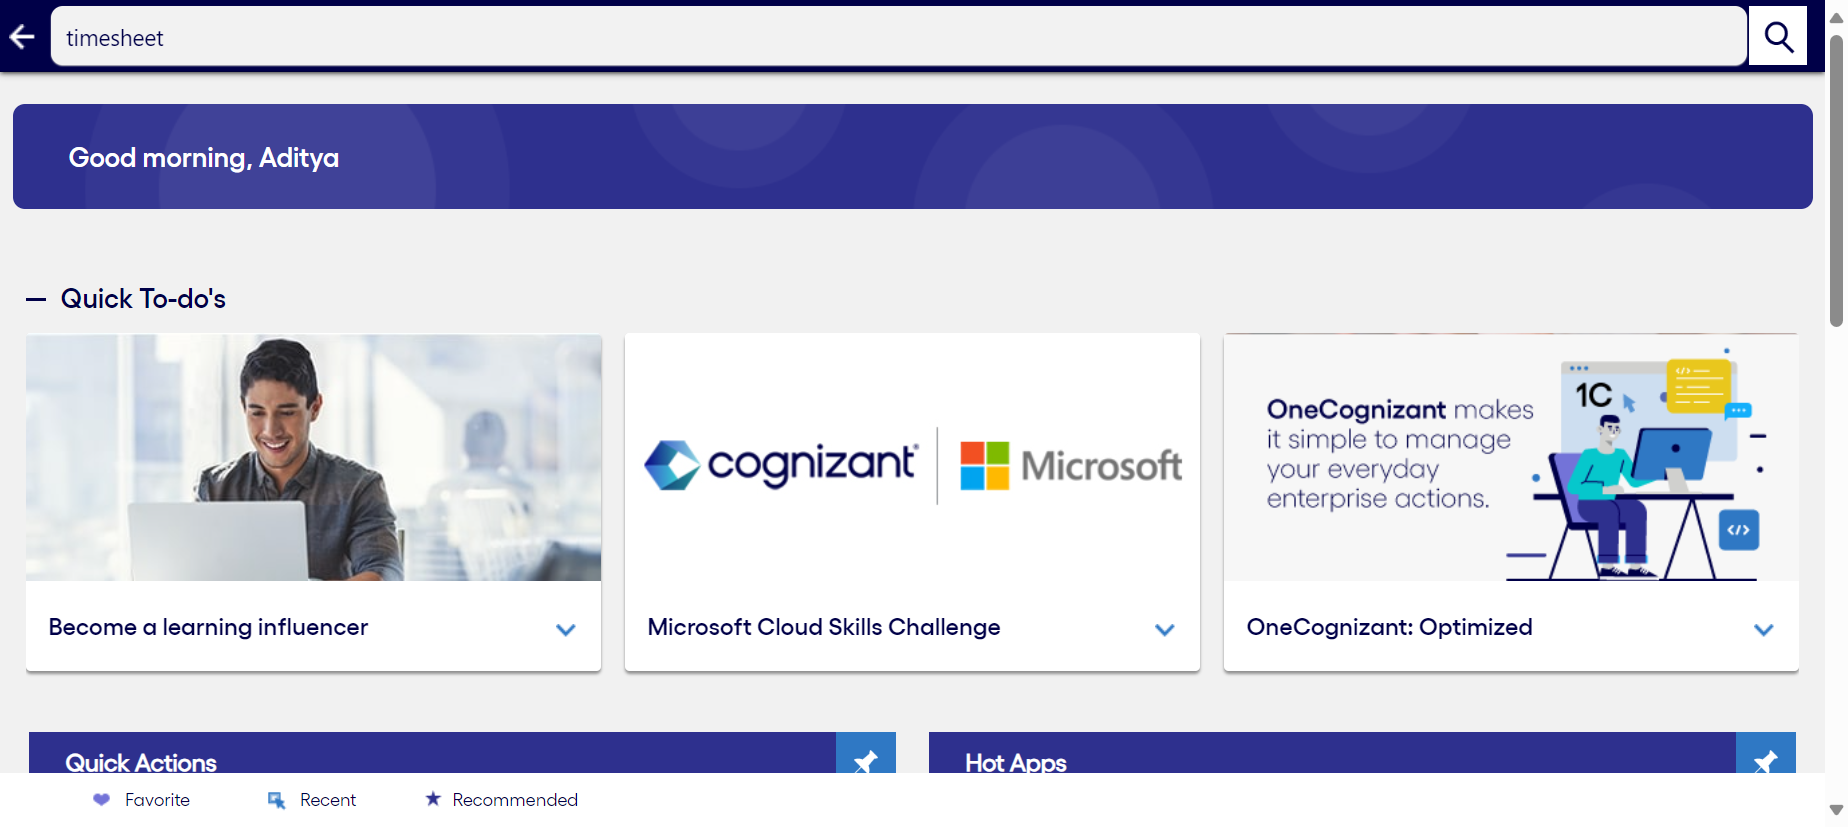 timesheet
Good morning, Aditya
Quick To-do's
cognizant
Microsoft
OneCognizant makes
it simple to manage
your everyday
enterprise actions.
1C
</>
</>
Become a learning influencer
Microsoft Cloud Skills Challenge
OneCognizant: Optimized
Quick Actions
Hot Apps
Favorite
Recent
Recommended